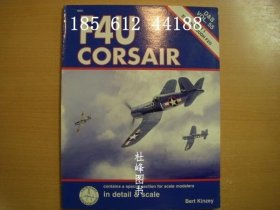 185 612 44188
F4U
CORSAIR
D&S
杜峰图书
contains a special section for scale modelers
in detail & scale
Bert Kinzey